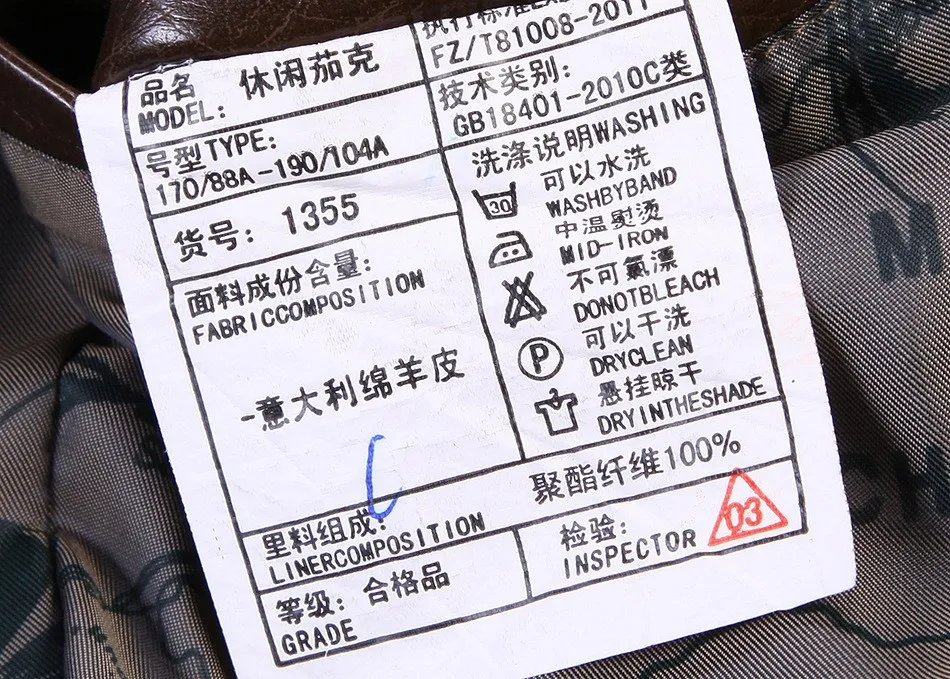 品名 休闲茄克
MODEL:
号型TYPE:
170/88A-190/104A
货号: 1355
面料成份含量:
FABRICCOMPOSITION
-意大利绵羊皮
FZ/T81008-2011
技术类别:
GB18401-2010C类
洗涤说明WASHING
30
可以水洗
WASHBYBAND
中温熨烫
MID-IRON
不可氯漂
DONOTBLEACH
P
可以干洗
DRYCLEAN
悬挂晾干
DRYINTHESHADE
里料组成: 聚酯纤维100%
LINERCOMPOSITION
等级: 合格品
GRADE
检验:
INSPECTOR
03
M